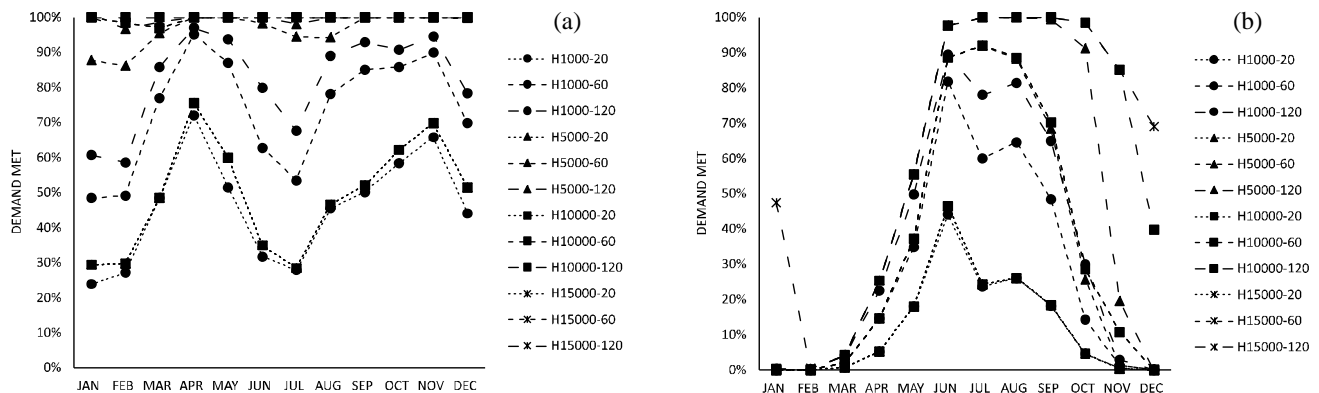 (a)
100%
90%
80%
70%
60%
50%
40%
30%
20%
10%
0%
DEMAND MET
JAN FEB MAR APR MAY JUN JUL AUG SEP OCT NOV DEC
H1000-20
H1000-60
H1000-120
H5000-20
H5000-60
H5000-120
H10000-20
H10000-60
H10000-120
H15000-20
H15000-60
H15000-120
(b)
100%
90%
80%
70%
60%
50%
40%
30%
20%
10%
0%
DEMAND MET
JAN FEB MAR APR MAY JUN JUL AUG SEP OCT NOV DEC
H1000-20
H1000-60
H1000-120
H5000-20
H5000-60
H5000-120
H10000-20
H10000-60
H10000-120
H15000-20
H15000-60
H15000-120